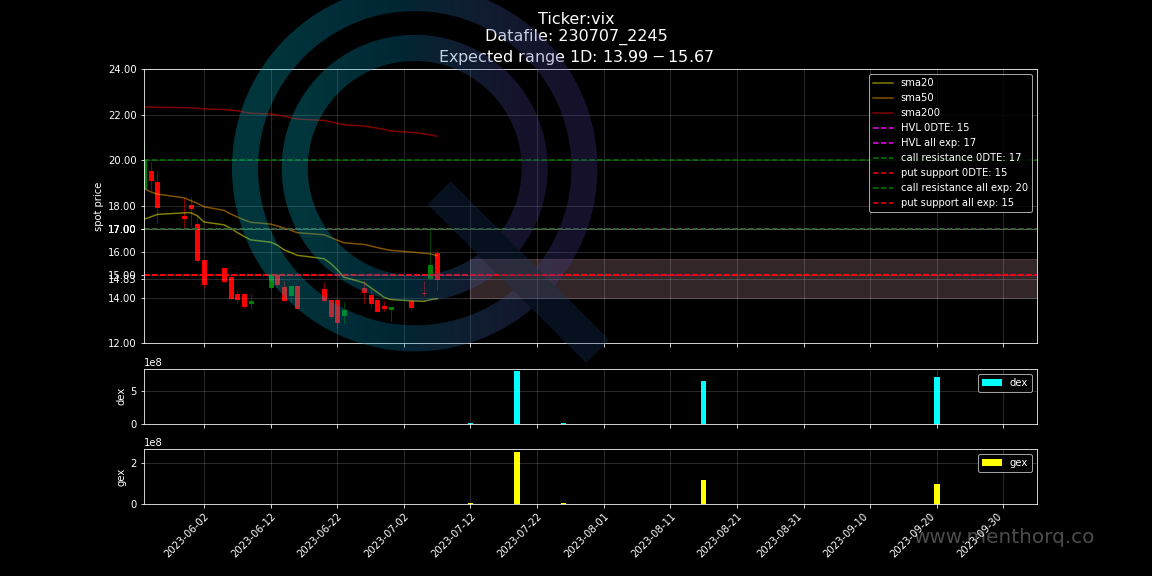 Ticker:vix
Datafile: 230707_2245
Expected range 1D: 13.99 − 15.67
24.00
22.00
20.00
18.00
17.00
16.00
15.00
14.00
12.00
spot price
sma20
sma50
sma200
HVL 0DTE: 15
HVL all exp: 17
call resistance 0DTE: 17
put support 0DTE: 15
call resistance all exp: 20
put support all exp: 15
1e8
5
0
dex
dex
1e8
2
0
gex
gex
2023-06-02
2023-06-12
2023-06-22
2023-07-02
2023-07-12
2023-07-22
2023-08-01
2023-08-11
2023-08-21
2023-08-31
2023-09-10
2023-09-20
2023-09-30
www.menthorq.co